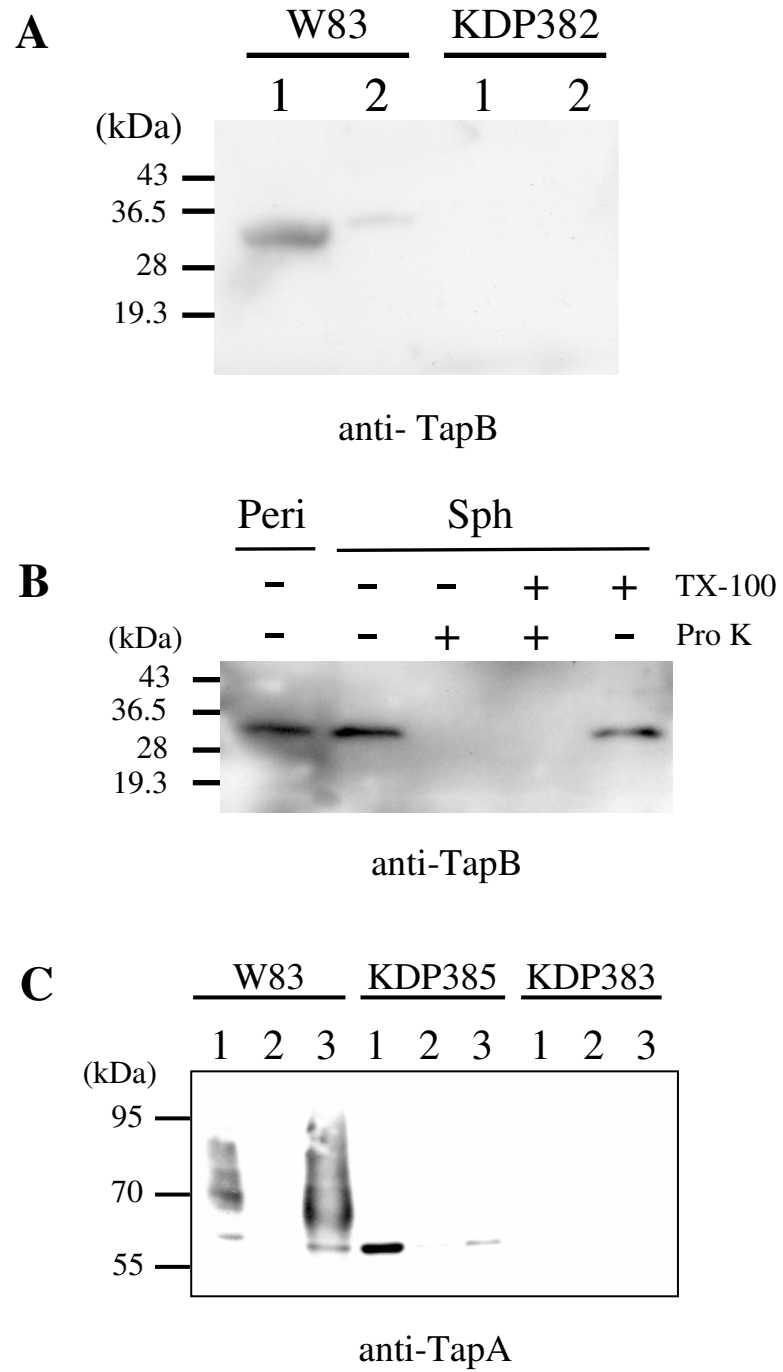 A
W83 KDP382
1 2 1 2
(kDa)
43
36.5
28
19.3
anti- TapB
Peri Sph
B
- - - + + TX-100
(kDa) - - + + - Pro K
43
36.5
28
19.3
anti-TapB
C
W83 KDP385 KDP383
1 2 3 1 2 3 1 2 3
(kDa)
95
70
55
anti-TapA